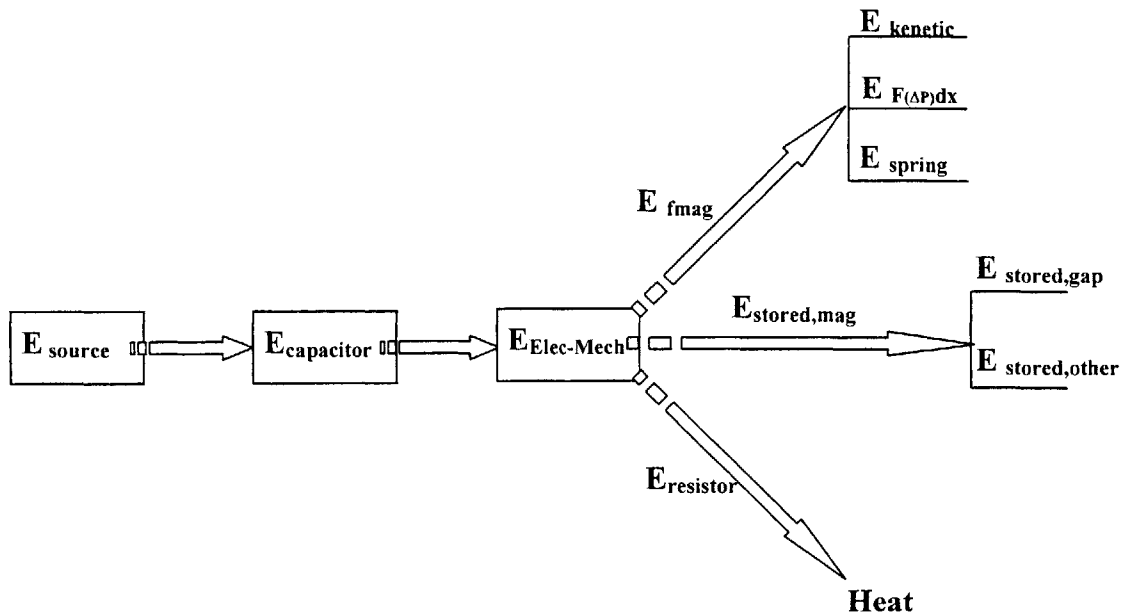 E kenetic
E F(ΔP)dx
E spring
E fmag
E stored,gap
E stored,mag
E source
E capacitor
E Elec-Mech
E stored,other
E resistor
Heat